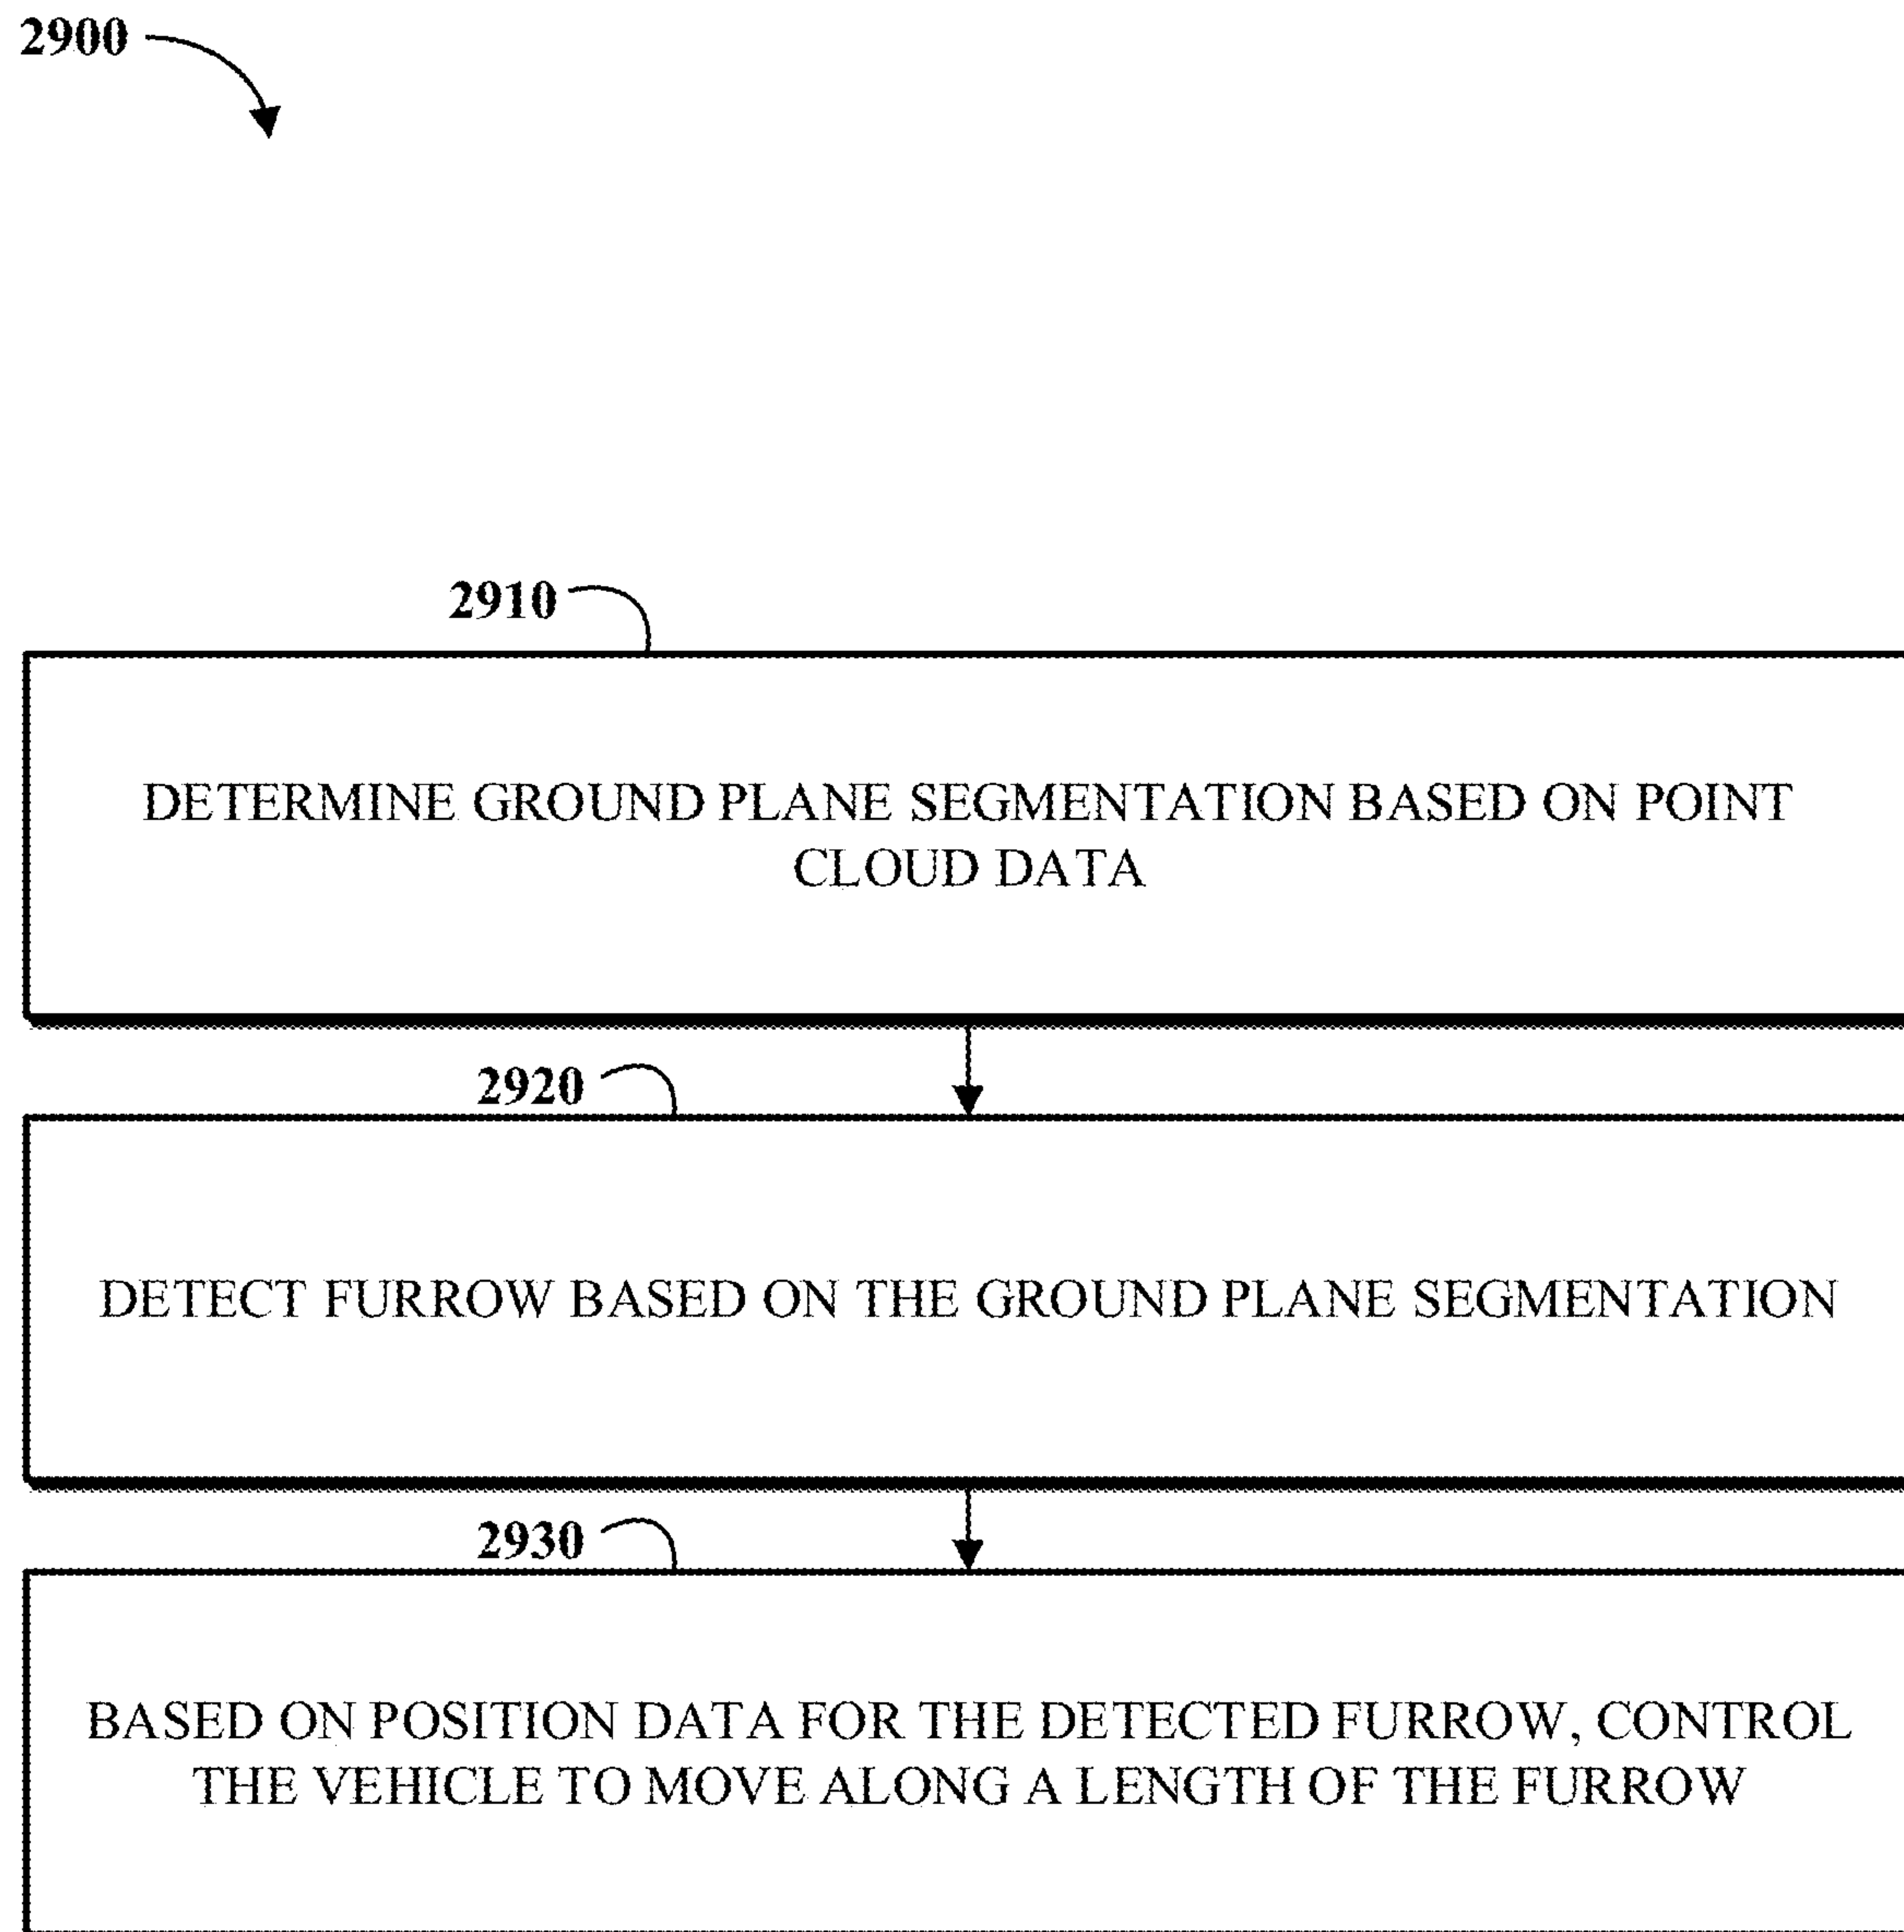 2900
2910
DETERMINE GROUND PLANE SEGMENTATION BASED ON POINT
CLOUD DATA
2920
DETECT FURROW BASED ON THE GROUND PLANE SEGMENTATION
2930
BASED ON POSITION DATA FOR THE DETECTED FURROW, CONTROL
THE VEHICLE TO MOVE ALONG A LENGTH OF THE FURROW